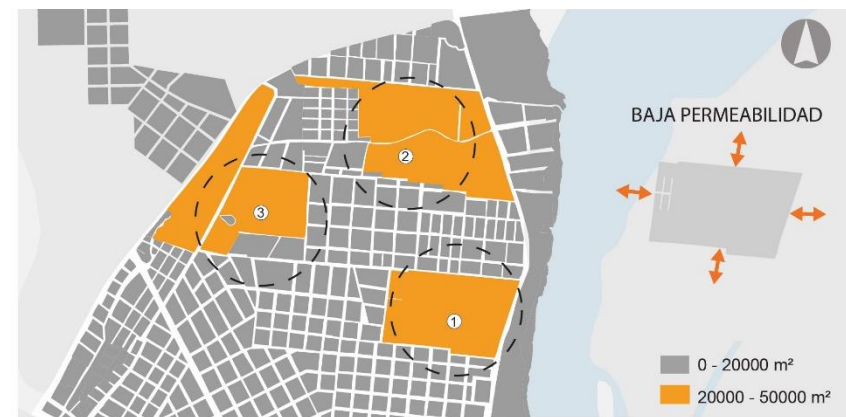 BAJA PERMEABILIDAD
2
3
1
0 - 20000 m²
20000 - 50000 m²